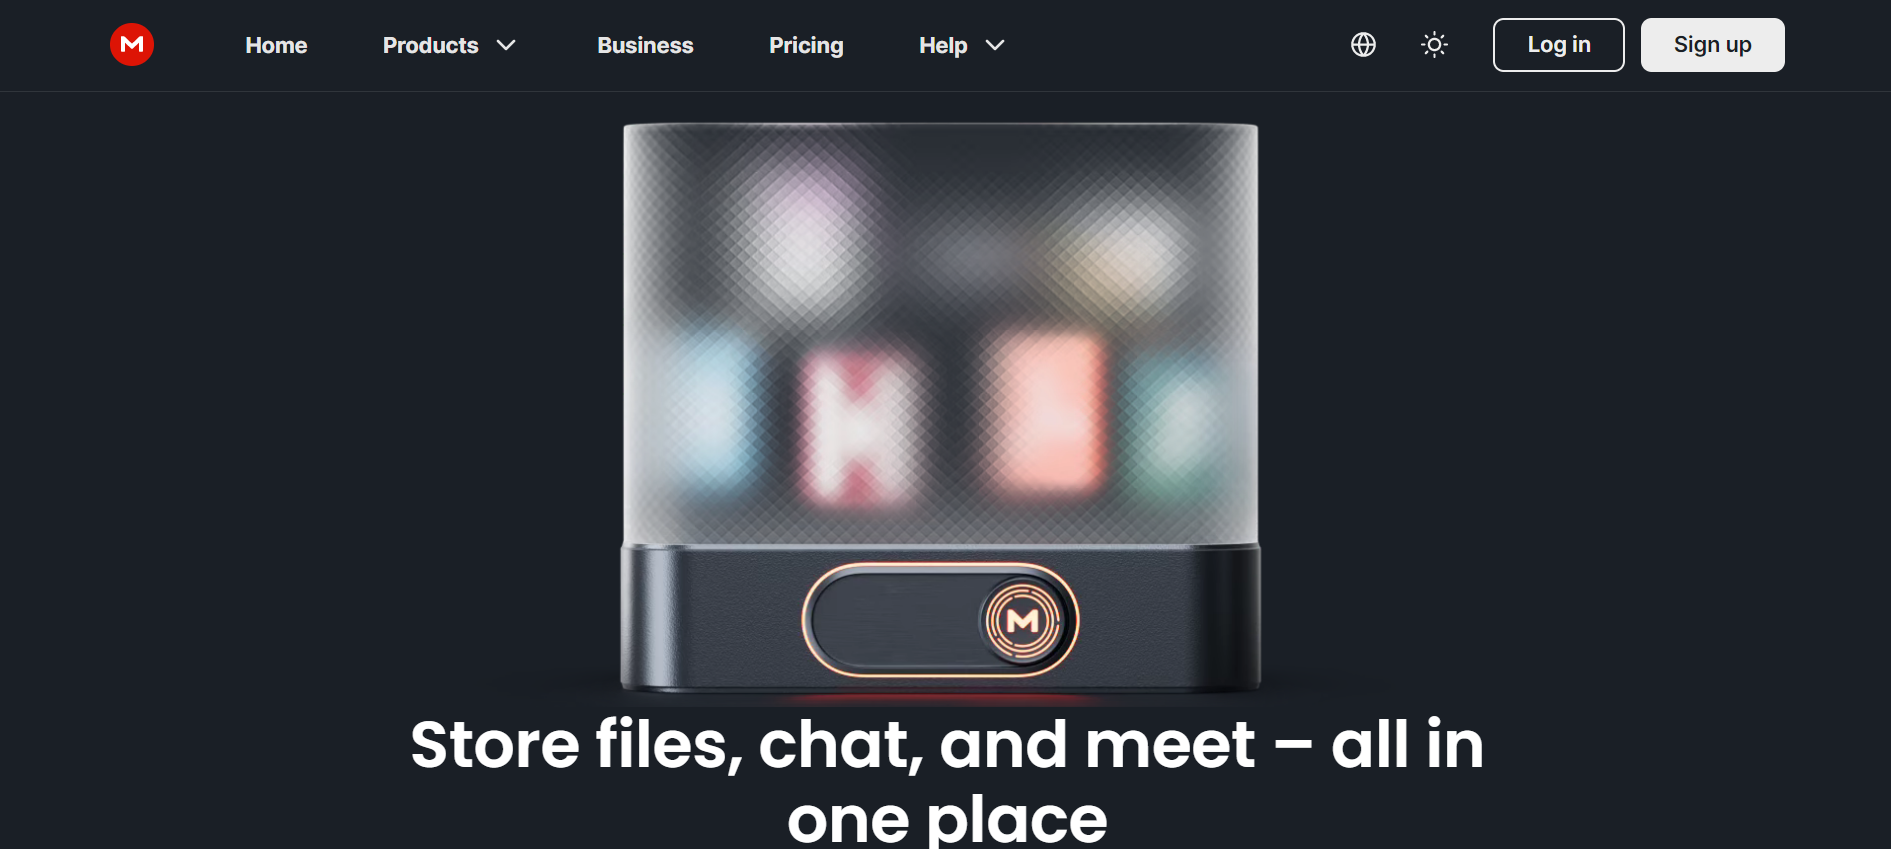 M
Home
Products
Business
Pricing
Help
Log in
Sign up
M
Store files, chat, and meet – all in
one place